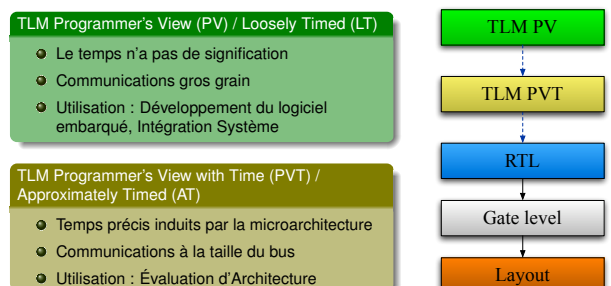 TLM Programmer's View (PV) / Loosely Timed (LT)
Le temps n'a pas de signification
Communications gros grain
Utilisation : Développement du logiciel
embarqué, Intégration Système
TLM Programmer's View with Time (PVT) /
Approximately Timed (AT)
Temps précis induits par la microarchitecture
Communications à la taille du bus
Utilisation : Évaluation d'Architecture
TLM PV
TLM PVT
RTL
Gate level
Layout